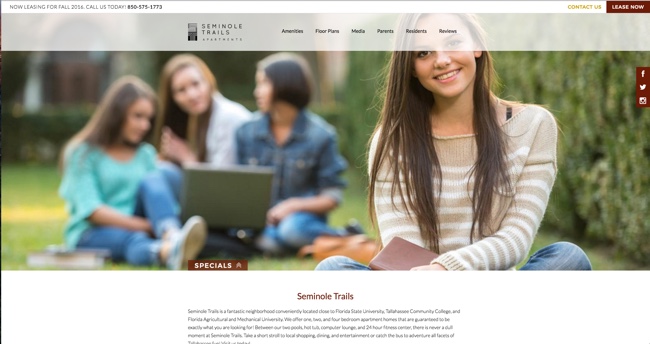 NOW LEASING FOR FALL 2016. CALL US TODAY! 850-575-1773
CONTACT US
LEASE NOW
SEMINOLE
TRAILS
APARTMENTS
Amenities Floor Plans Media Parents Residents Reviews
SPECIALS
Seminole Trails
Seminole Trails is a fantastic neighborhood conveniently located close to Florida State University, Tallahassee Community College, and
Florida Agricultural and Mechanical University. We offer one, two, and four bedroom apartment homes that are guaranteed to be
exactly what you are looking for! Between our two pools, hot tub, computer lounge, and 24 hour fitness center, there is never a dull
moment at Seminole Trails. Take a short stroll to local shopping, dining, and entertainment or catch the bus to adventure all facets of